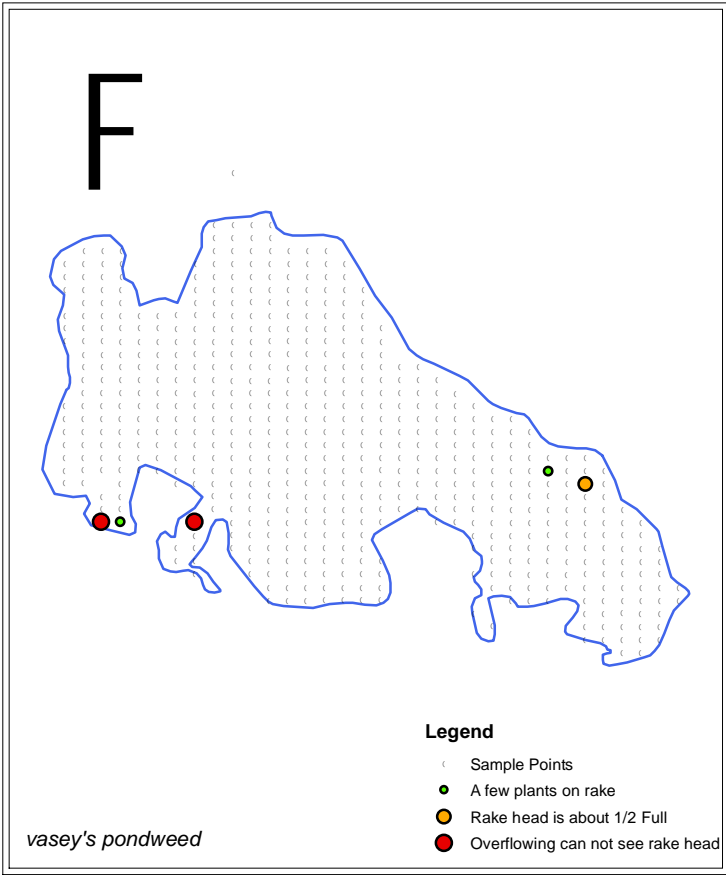 F
Legend
Sample Points
A few plants on rake
Rake head is about 1/2 Full
Overflowing can not see rake head
vasey's pondweed